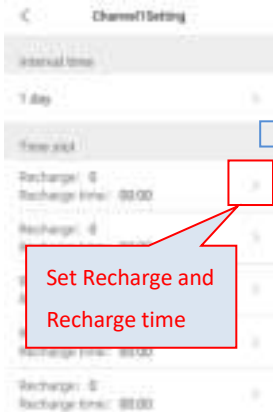 Channel1Setting
Interval time
1 day
Time slot
Recharge: 0
Recharge time: 00:00
Recharge: 0
Set Recharge and
Recharge time
Recharge time: 00:00
Recharge: 0
Recharge time: 00:00